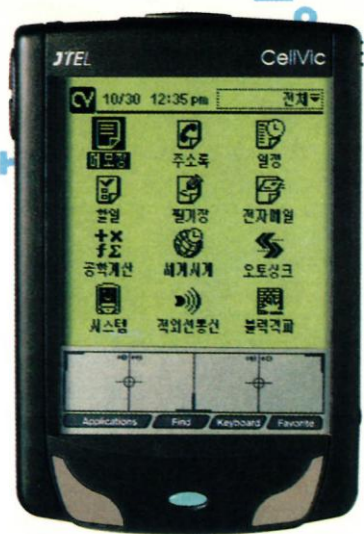 JTEL CellVic
CV 10/30 12:35 pm 전체
메모장 주소록 일정
할일 필기장 전자메일
공학계산 세계시계 오토싱크
시스템 적외선통신 블럭격파
Applications Find Keyboard Favorite